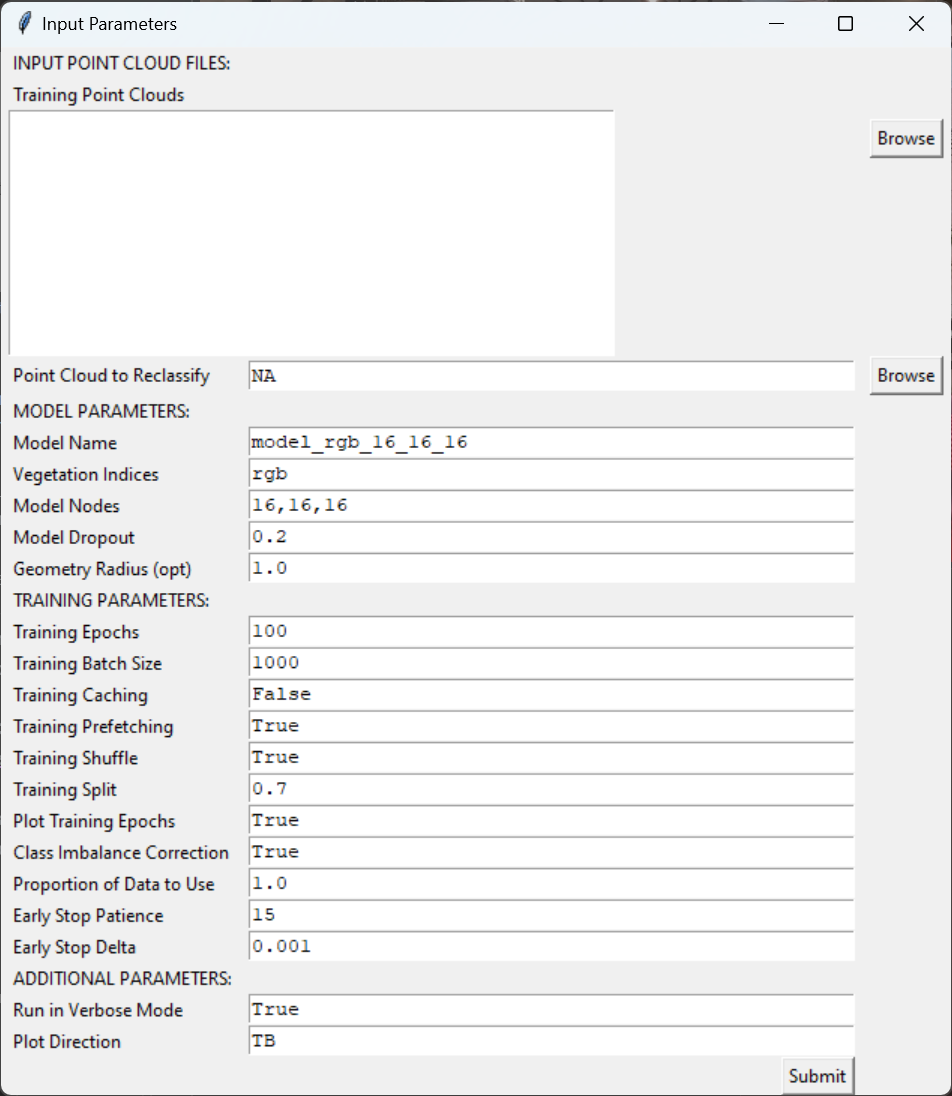 Input Parameters
INPUT POINT CLOUD FILES:
Training Point Clouds
Browse
Point Cloud to Reclassify NA Browse
MODEL PARAMETERS:
Model Name model_rgb_16_16_16
Vegetation Indices rgb
Model Nodes 16,16,16
Model Dropout 0.2
Geometry Radius (opt) 1.0
TRAINING PARAMETERS:
Training Epochs 100
Training Batch Size 1000
Training Caching False
Training Prefetching True
Training Shuffle True
Training Split 0.7
Plot Training Epochs True
Class Imbalance Correction True
Proportion of Data to Use 1.0
Early Stop Patience 15
Early Stop Delta 0.001
ADDITIONAL PARAMETERS:
Run in Verbose Mode True
Plot Direction TB
Submit